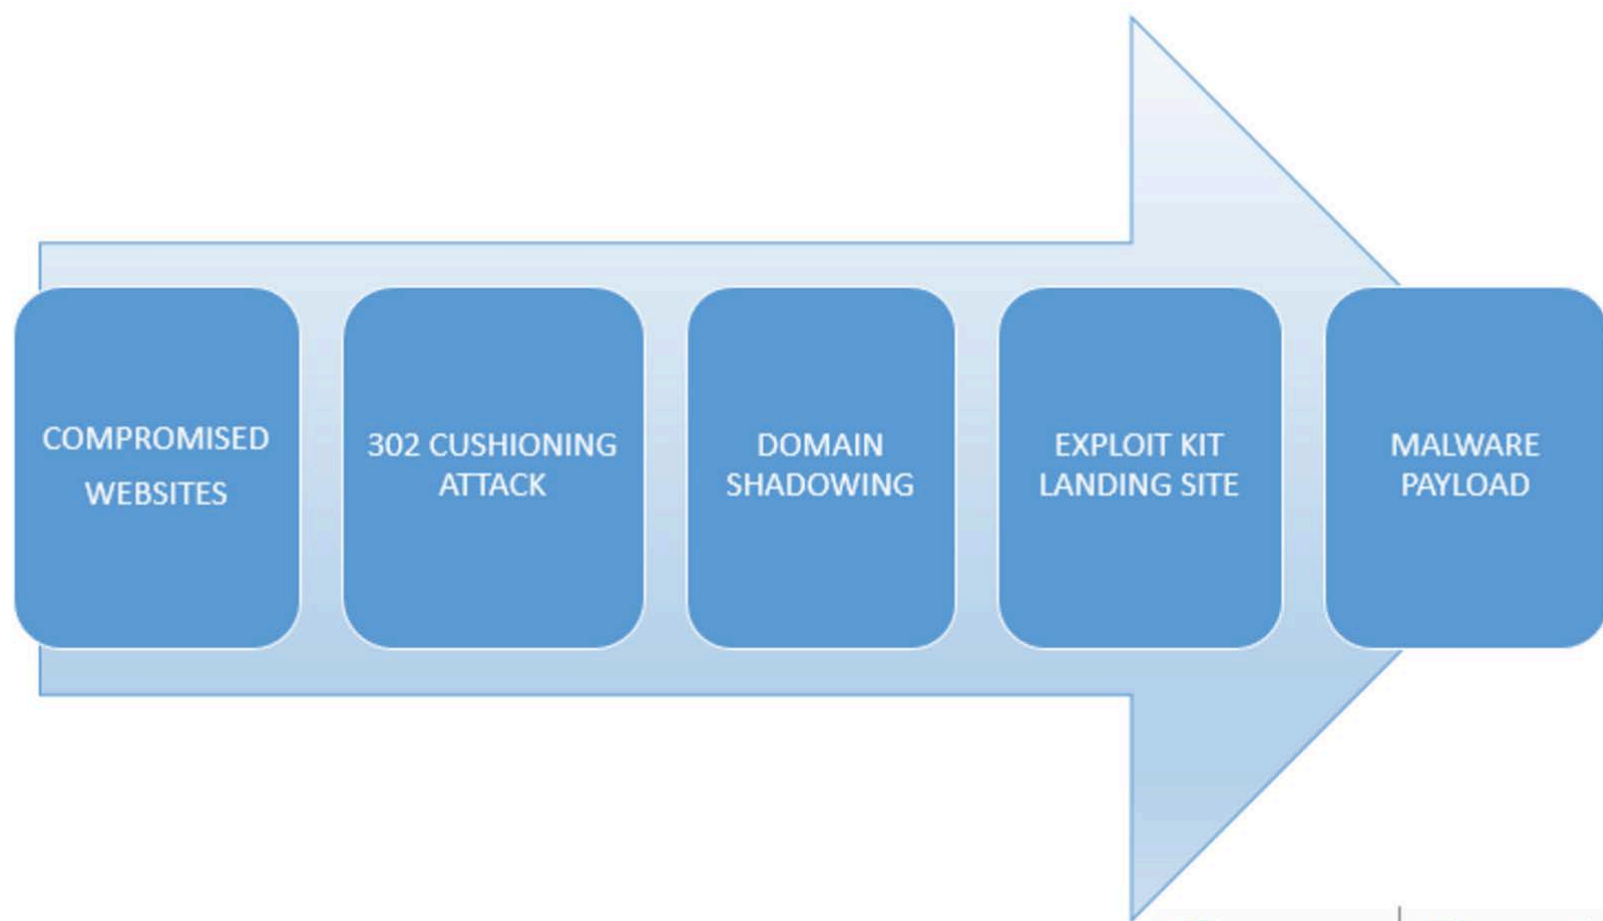 COMPROMISED
WEBSITES
302 CUSHIONING
ATTACK
DOMAIN
SHADOWING
EXPLOIT KIT
LANDING SITE
MALWARE
PAYLOAD